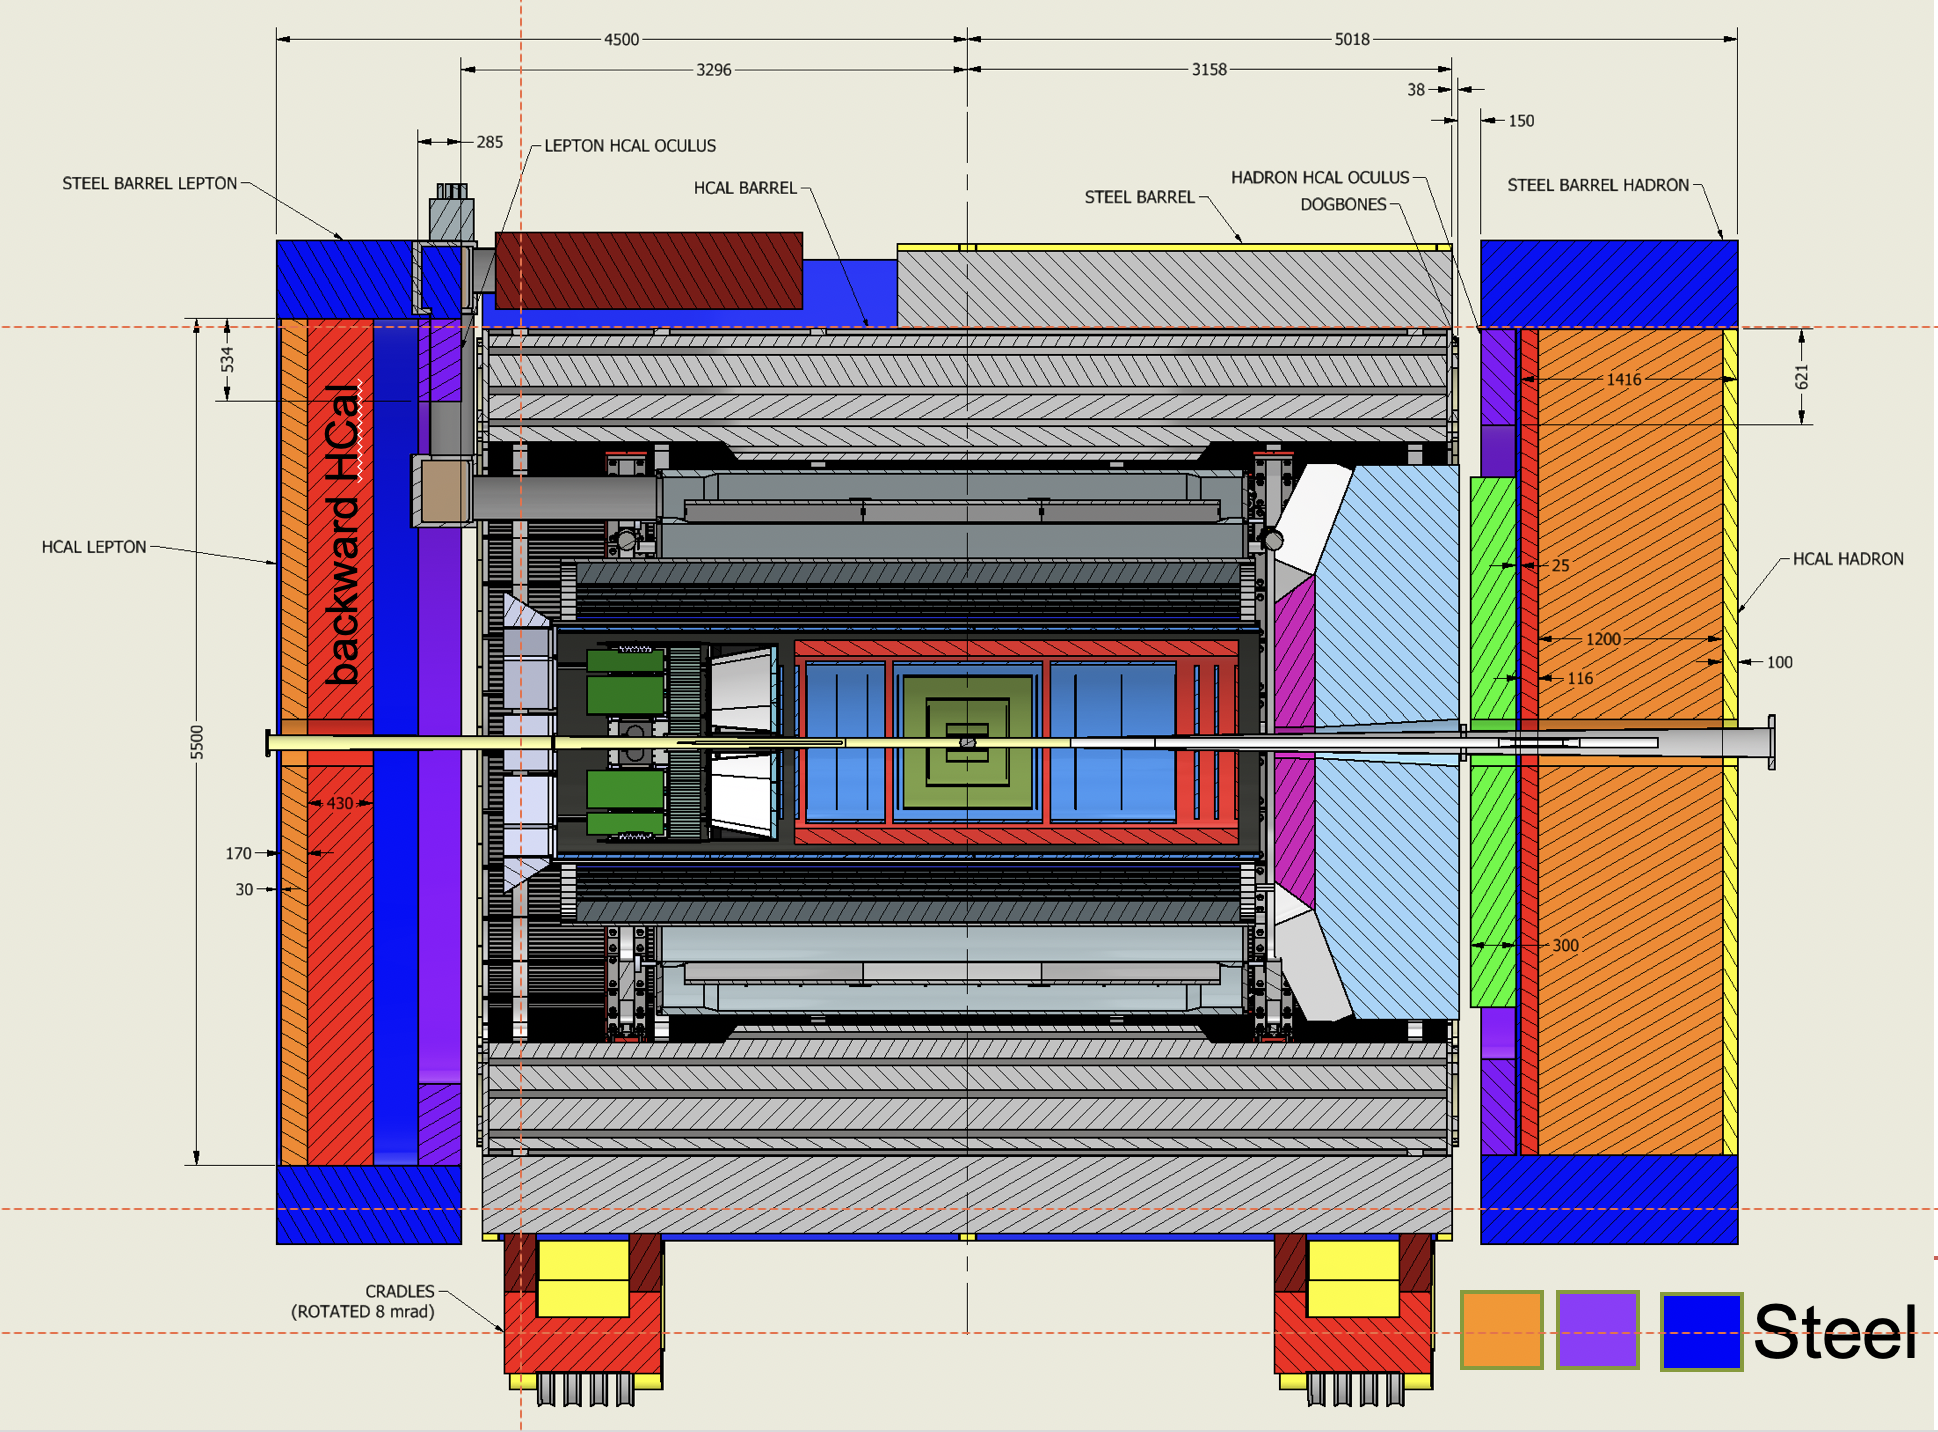 4500
5018
3296
3158
38
150
285
LEPTON HCAL OCULUS
STEEL BARREL LEPTON
HCAL BARREL
STEEL BARREL
HADRON HCAL OCULUS
DOGBONES
STEEL BARREL HADRON
534
backward HCal
1416
621
HCAL LEPTON
25
HCAL HADRON
1200
100
116
5500
430
170
30
300
CRADLES
(ROTATED 8 mrad)
Steel